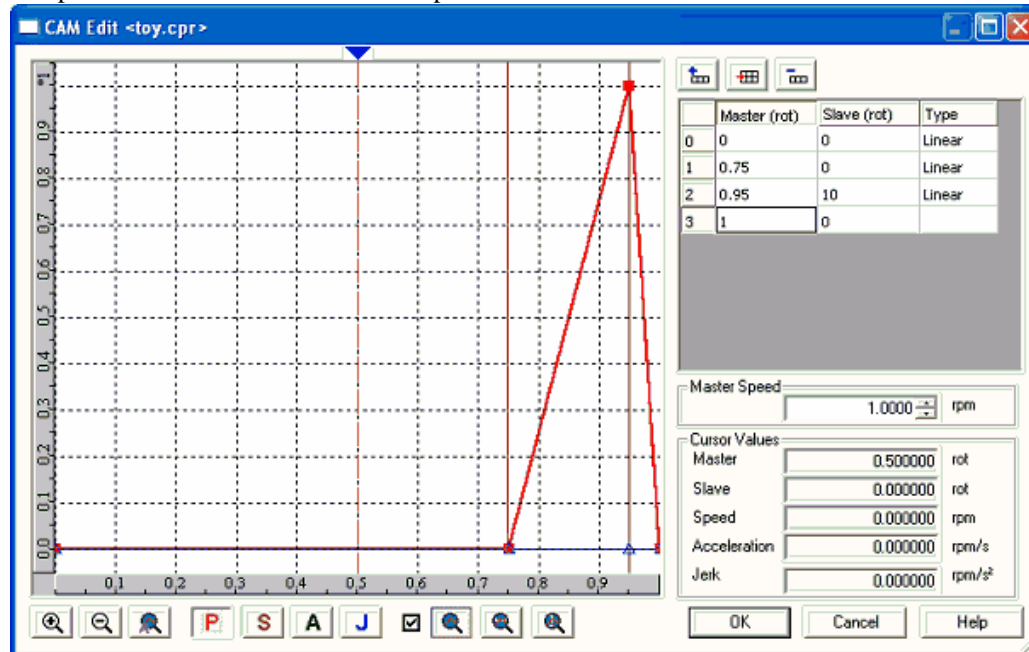 CAM Edit <toy.cpr>
*1
0,9
0,8
0,7
0,6
0,5
0,4
0,3
0,2
0,1
0,0
0,1 0,2 0,3 0,4 0,5 0,6 0,7 0,8 0,9
Master (rot) Slave (rot) Type
0 0 0 Linear
1 0.75 0 Linear
2 0.95 10 Linear
3 1 0
Master Speed
1.0000 rpm
Cursor Values
Master 0.500000 rot
Slave 0.000000 rot
Speed 0.000000 rpm
Acceleration 0.000000 rpm/s
Jerk 0.000000 rpm/s²
P S A J
OK Cancel Help